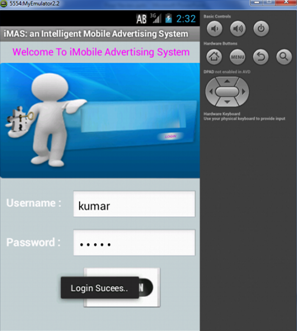 5554:MyEmulator2.2
2:32
iMAS: an Intelligent Mobile Advertising System
Welcome To iMobile Advertising System
Username :
kumar
Password :
•••••
Login Sucees..
N
Basic Controls
Hardware Buttons
MENU
DPAD not enabled in AVD
Hardware Keyboard
Use your physical keyboard to provide input